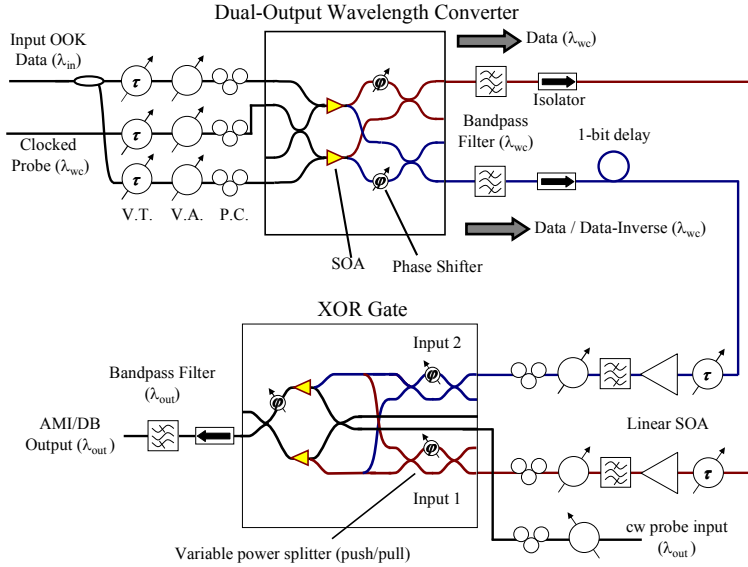 Dual-Output Wavelength Converter
Input OOK
Data (λin)
Data (λwc)
τ
φ
Isolator
Clocked
Probe (λwc)
τ
Bandpass
Filter (λwc)
1-bit delay
τ
φ
V.T.
V.A.
P.C.
SOA
Phase Shifter
Data / Data-Inverse (λwc)
XOR Gate
Input 2
Bandpass Filter
(λout)
φ
φ
τ
AMI/DB
Output (λout)
Linear SOA
φ
τ
Input 1
cw probe input
(λout)
Variable power splitter (push/pull)